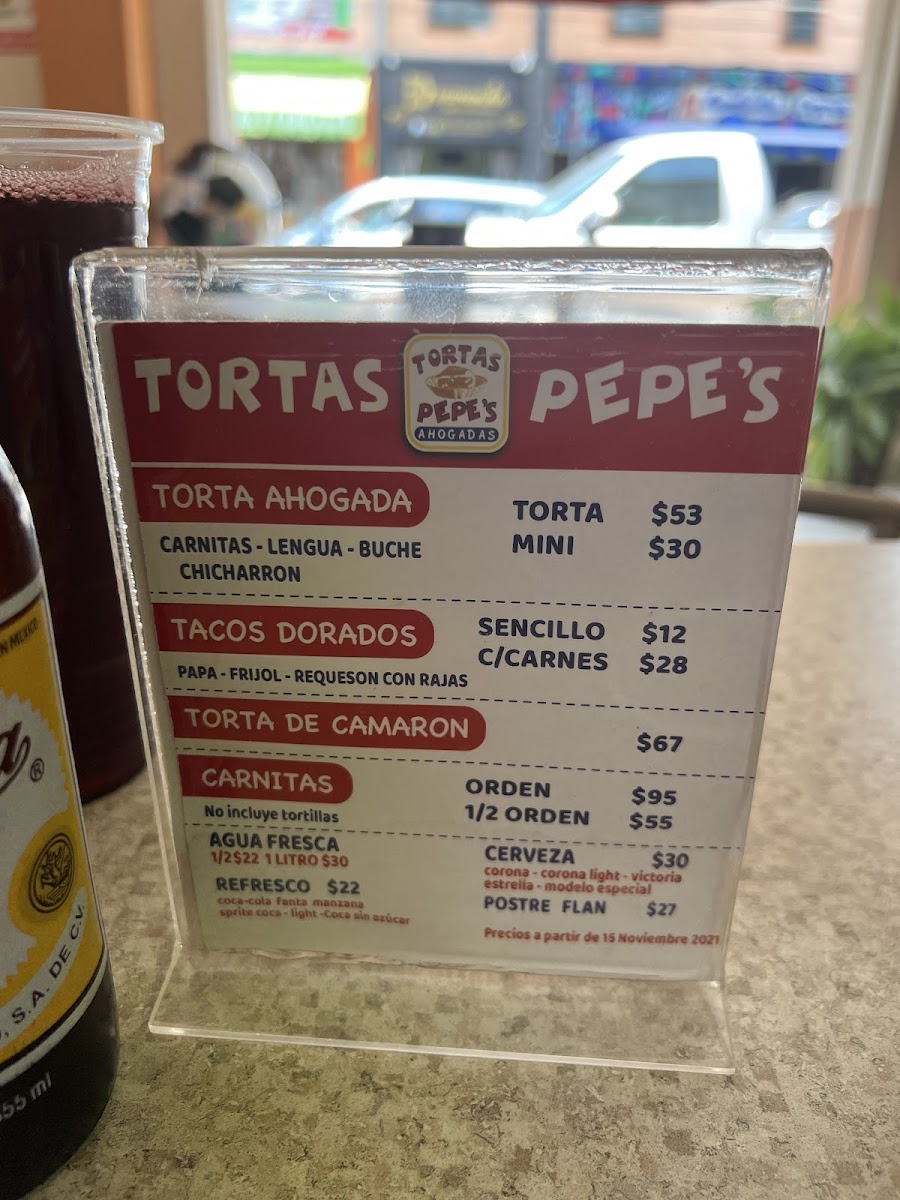 TORTAS PEPE'S
TORTAS
PEPE'S
AHOGADAS
TORTA AHOGADA
CARNITAS - LENGUA - BUCHE
CHICHARRON
TORTA $53
MINI $30
TACOS DORADOS
PAPA - FRIJOL - REQUESON CON RAJAS
SENCILLO $12
C/CARNES $28
TORTA DE CAMARON
$67
CARNITAS
No incluye tortillas
ORDEN $95
1/2 ORDEN $55
AGUA FRESCA
1/2 $22 1 LITRO $30
REFRESCO $22
coca-cola fanta manzana
sprite coca - light -Coca sin azúcar
CERVEZA $30
corona - corona light - victoria
estrella - modelo especial
POSTRE FLAN $27
Precios a partir de 15 Noviembre 2021
N MEXICO
a®
, S.A. DE C.V.
355 ml